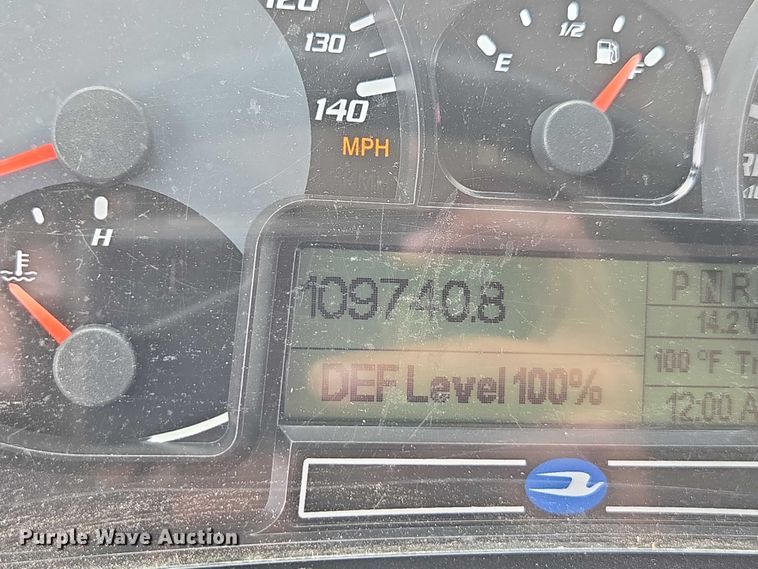 120
130
140
MPH
E
1/2
F
H
109740.8
P N R
14.2
DEF Level 100%
100 °F
12:00 A
Purple Wave Auction